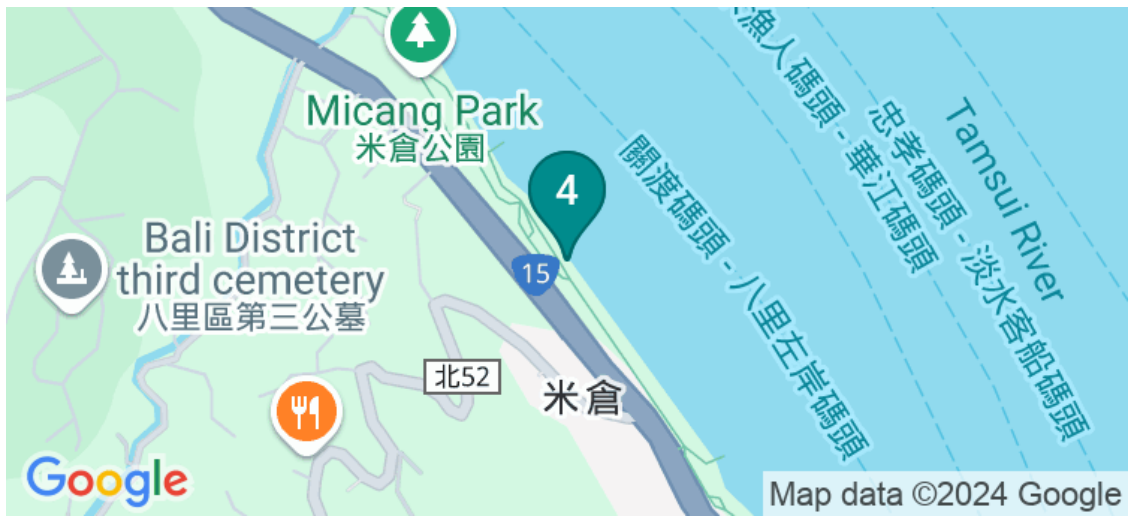 Micang Park
米倉公園
4
Bali District
third cemetery
八里區第三公墓
15
北52
米倉
關渡碼頭 - 八里左岸碼頭
漁人碼頭 - 華江碼頭
忠孝碼頭 - 淡水客船碼頭
Tamsui River
Google
Map data ©2024 Google